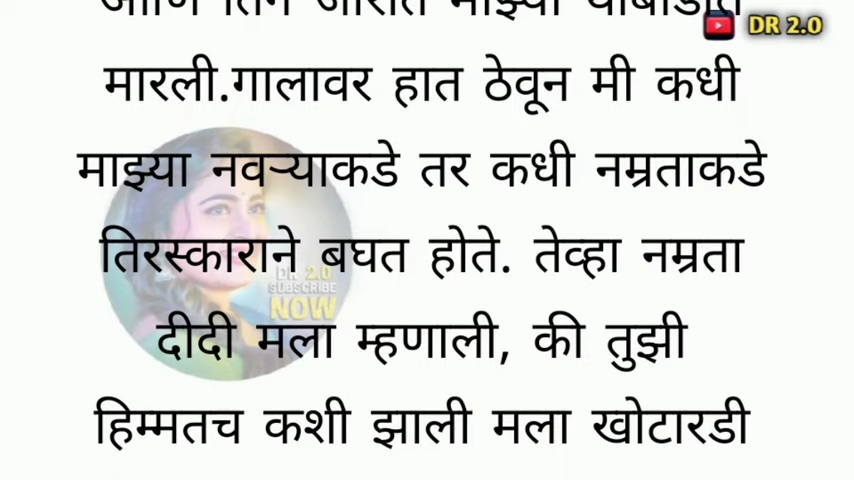 आणि तिने जोरात माझ्या थोबाडीत
DR 2.0
मारली.गालावर हात ठेवून मी कधी
माझ्या नवऱ्याकडे तर कधी नम्रताकडे
तिरस्काराने बघत होते. तेव्हा नम्रता
DR 2.0
SUBSCRIBE
NOW
दीदी मला म्हणाली, की तुझी
हिम्मतच कशी झाली मला खोटारडी